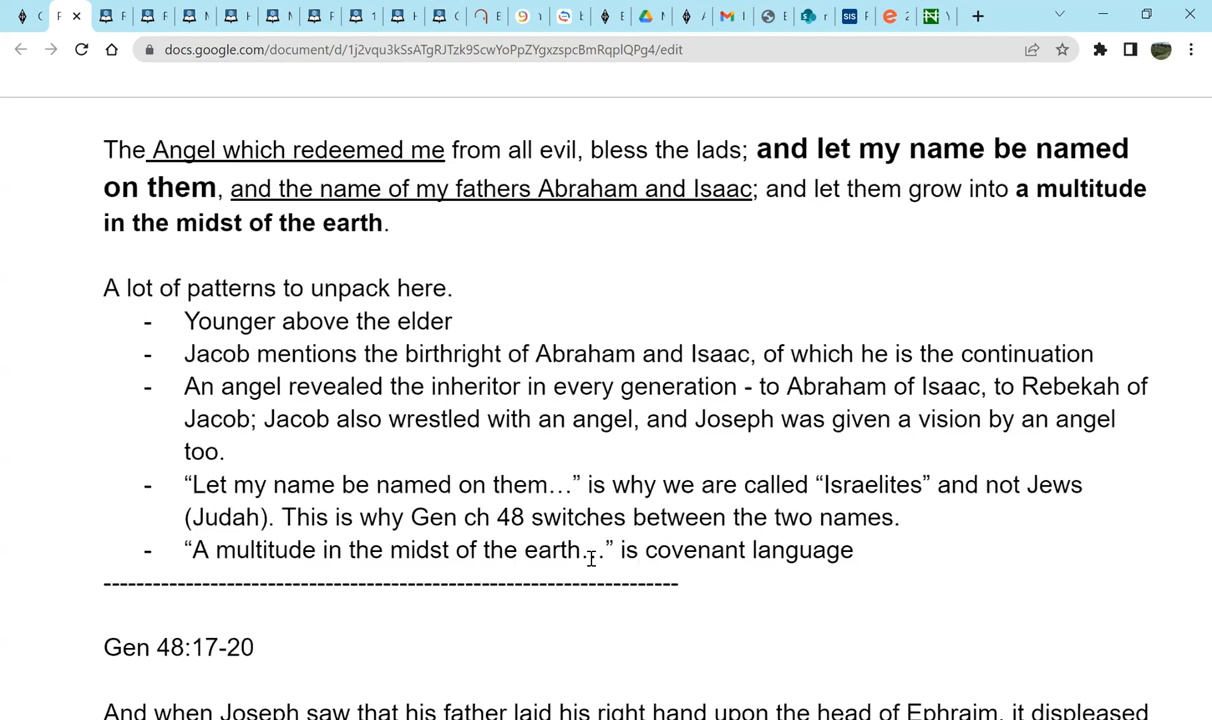 docs.google.com/document/d/1j2vqu3kSsATgRJTzk9ScwYoPpZYgxzspcBmRqplQPg4/edit
The Angel which redeemed me from all evil, bless the lads; and let my name be named
on them, and the name of my fathers Abraham and Isaac; and let them grow into a multitude
in the midst of the earth.
A lot of patterns to unpack here.
- Younger above the elder
- Jacob mentions the birthright of Abraham and Isaac, of which he is the continuation
- An angel revealed the inheritor in every generation - to Abraham of Isaac, to Rebekah of
Jacob; Jacob also wrestled with an angel, and Joseph was given a vision by an angel
too.
- “Let my name be named on them…” is why we are called “Israelites” and not Jews
(Judah). This is why Gen ch 48 switches between the two names.
- “A multitude in the midst of the earth…” is covenant language
----------------------------------------------------------------------
Gen 48:17-20
And when Joseph saw that his father laid his right hand upon the head of Ephraim, it displeased